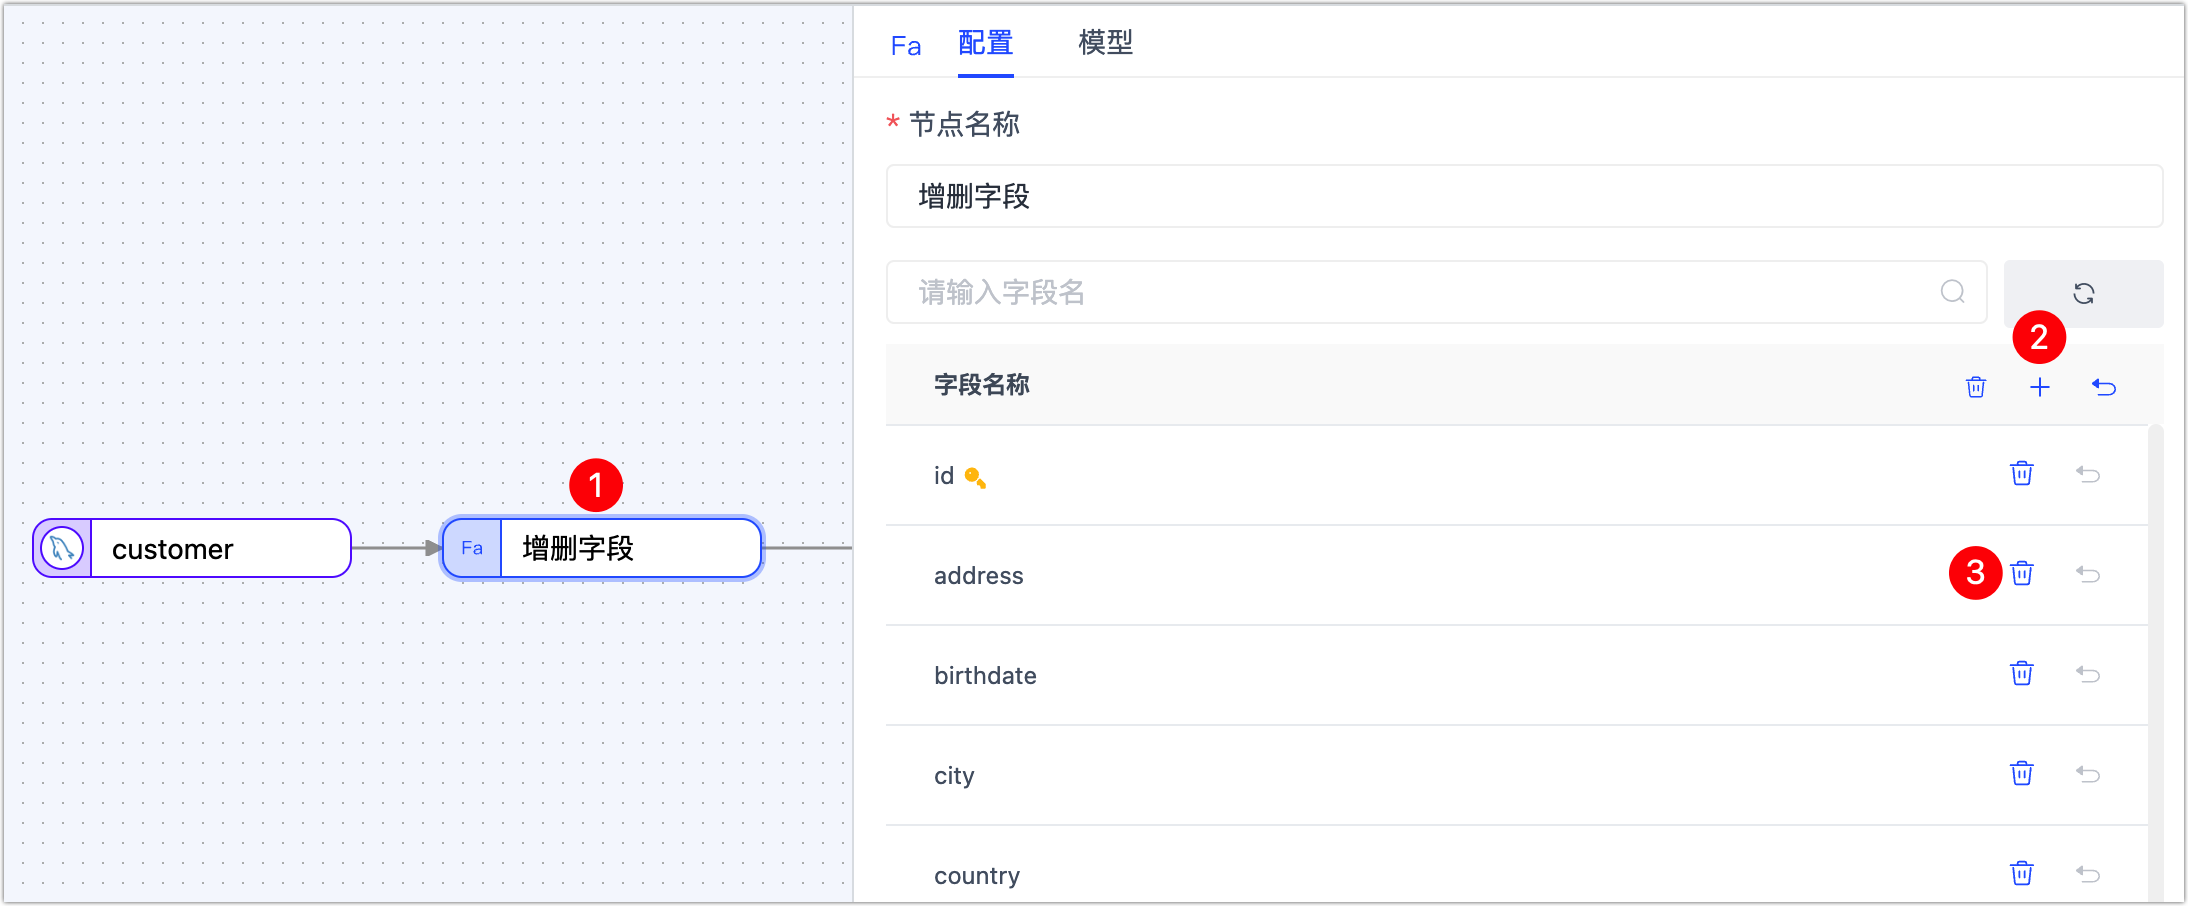 Fa 配置 模型
* 节点名称
增删字段
请输入字段名
2
字段名称
id
1
customer
Fa 增删字段
address
3
birthdate
city
country